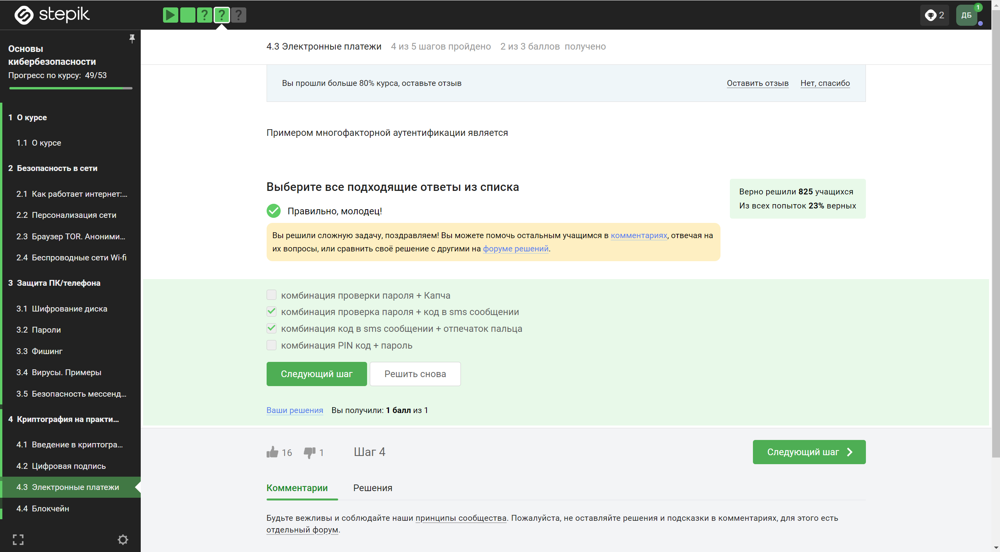 stepik
?
?
?
2
ДБ
1
Основы
кибербезопасности
Прогресс по курсу: 49/53
1 О курсе
1.1 О курсе
2 Безопасность в сети
2.1 Как работает интернет:...
2.2 Персонализация сети
2.3 Браузер TOR. Аноними...
2.4 Беспроводные сети Wi-fi
3 Защита ПК/телефона
3.1 Шифрование диска
3.2 Пароли
3.3 Фишинг
3.4 Вирусы. Примеры
3.5 Безопасность мессенд...
4 Криптография на практи...
4.1 Введение в криптогра...
4.2 Цифровая подпись
4.3 Электронные платежи
4.4 Блокчейн
4.3 Электронные платежи 4 из 5 шагов пройдено 2 из 3 баллов получено
Вы прошли больше 80% курса, оставьте отзыв Оставить отзыв Нет, спасибо
Примером многофакторной аутентификации является
Выберите все подходящие ответы из списка
Верно решили 825 учащихся
Из всех попыток 23% верных
Правильно, молодец!
Вы решили сложную задачу, поздравляем! Вы можете помочь остальным учащимся в комментариях, отвечая на
их вопросы, или сравнить своё решение с другими на форуме решений.
комбинация проверки пароля + Капча
комбинация проверка пароля + код в sms сообщении
комбинация код в sms сообщении + отпечаток пальца
комбинация PIN код + пароль
Следующий шаг Решить снова
Ваши решения Вы получили: 1 балл из 1
16 1 Шаг 4 Следующий шаг
Комментарии Решения
Будьте вежливы и соблюдайте наши принципы сообщества. Пожалуйста, не оставляйте решения и подсказки в комментариях, для этого есть
отдельный форум.